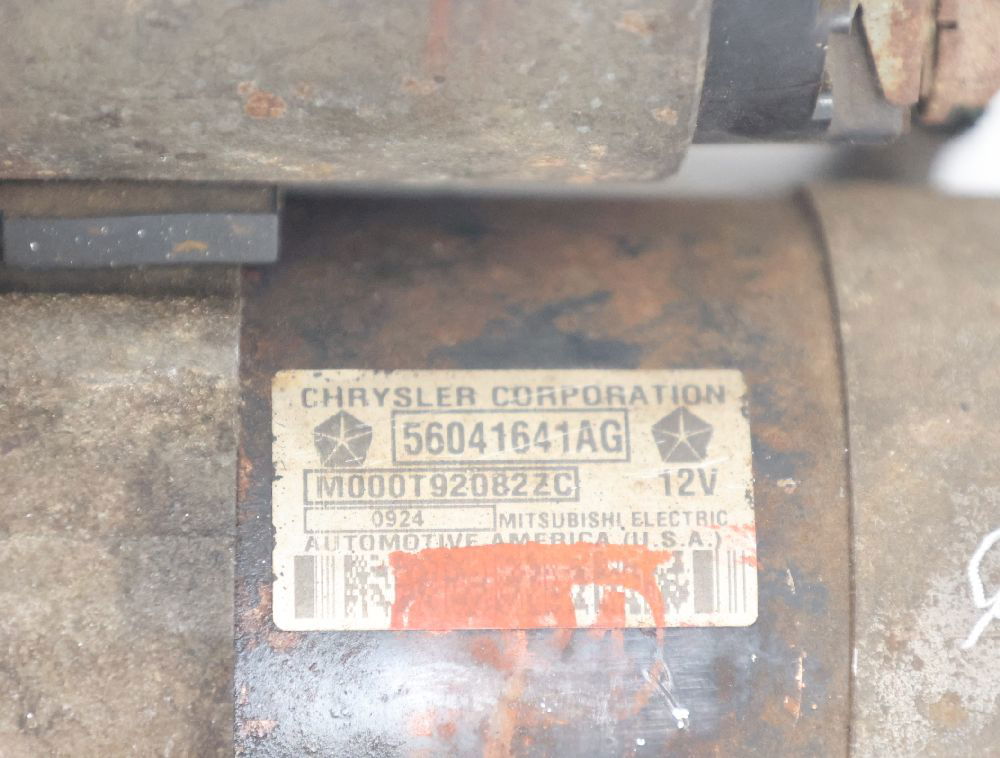 CHRYSLER CORPORATION
56041641AG
M000T92082ZC 12V
0924 MITSUBISHI ELECTRIC
AUTOMOTIVE AMERICA (U.S.A.)